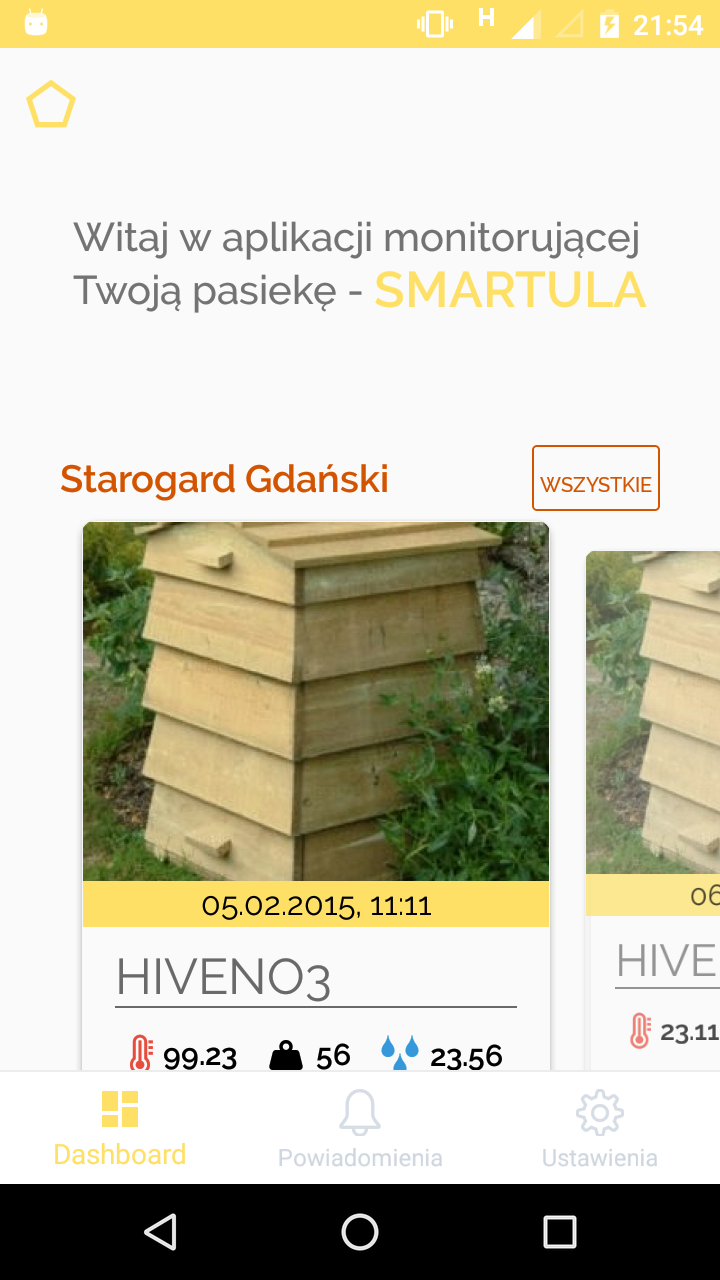 H 21:54
Witaj w aplikacji monitorującej
Twoją pasiekę - SMARTULA
Starogard Gdański
WSZYSTKIE
05.02.2015, 11:11
HIVENO3
99.23 56 23.56
06
HIVE
23.11
Dashboard Powiadomienia Ustawienia